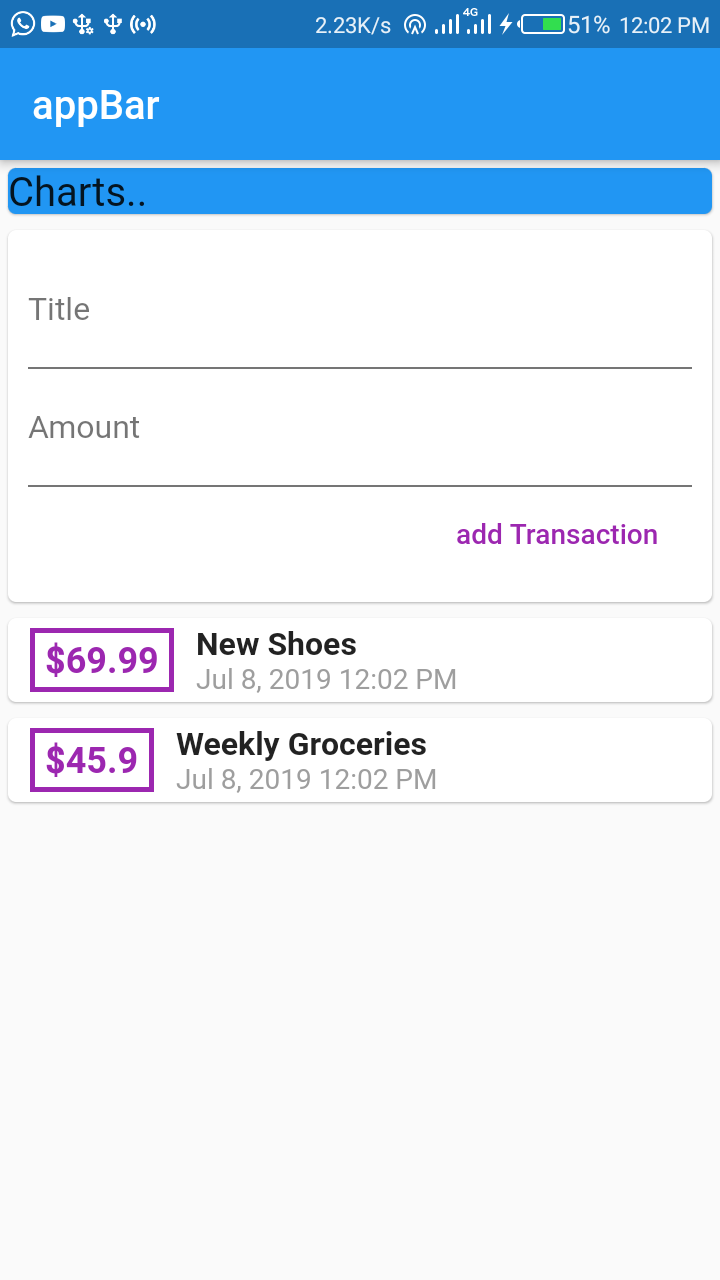 2.23K/s 4G 51% 12:02 PM
appBar
Charts..
Title
Amount
add Transaction
$69.99 New Shoes
Jul 8, 2019 12:02 PM
$45.9 Weekly Groceries
Jul 8, 2019 12:02 PM